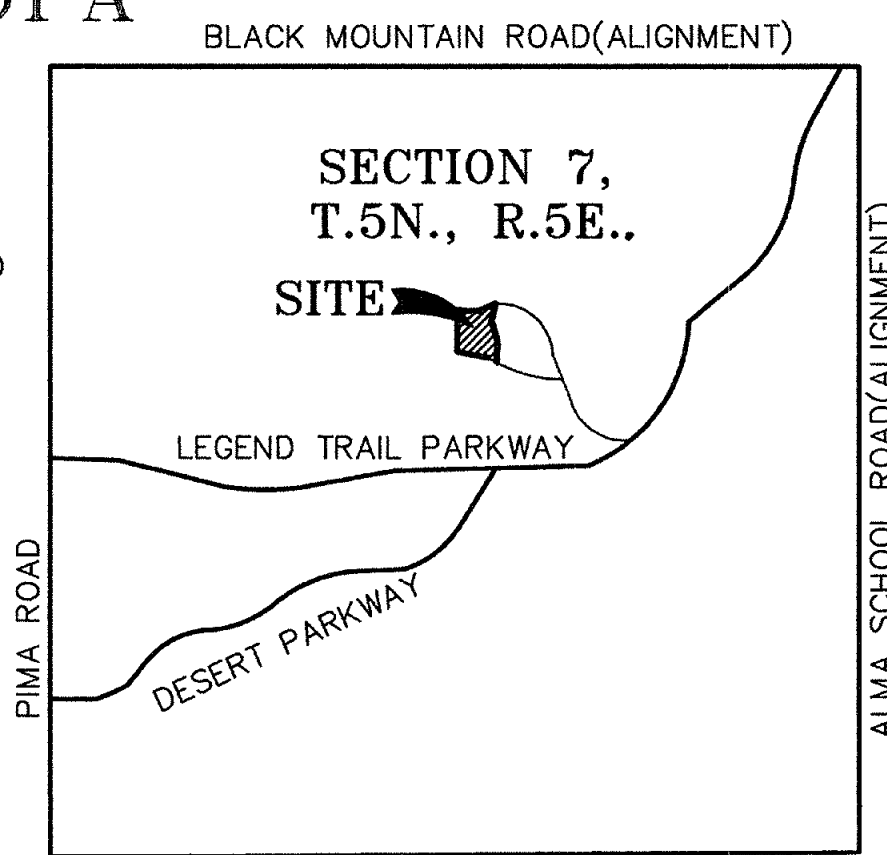 BLACK MOUNTAIN ROAD(ALIGNMENT)
SECTION 7,
T.5N., R.5E..
SITE
LEGEND TRAIL PARKWAY
DESERT PARKWAY
PIMA ROAD
ALMA SCHOOL ROAD(ALIGNMENT)